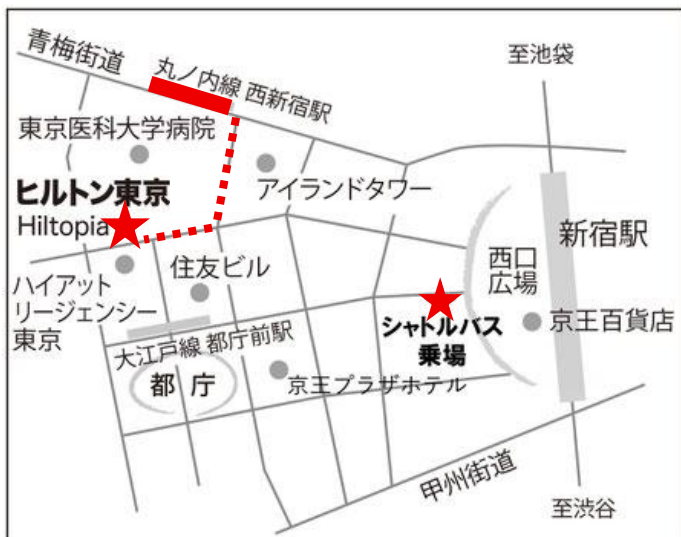 青梅街道
丸ノ内線 西新宿駅
至池袋
東京医科大学病院
アイランドタワー
ヒルトン東京
Hiltopia
新宿駅
西口
広場
住友ビル
ハイアット
リージェンシー
東京
シャトルバス
乗場
京王百貨店
大江戸線 都庁前駅
都庁
京王プラザホテル
甲州街道
至渋谷